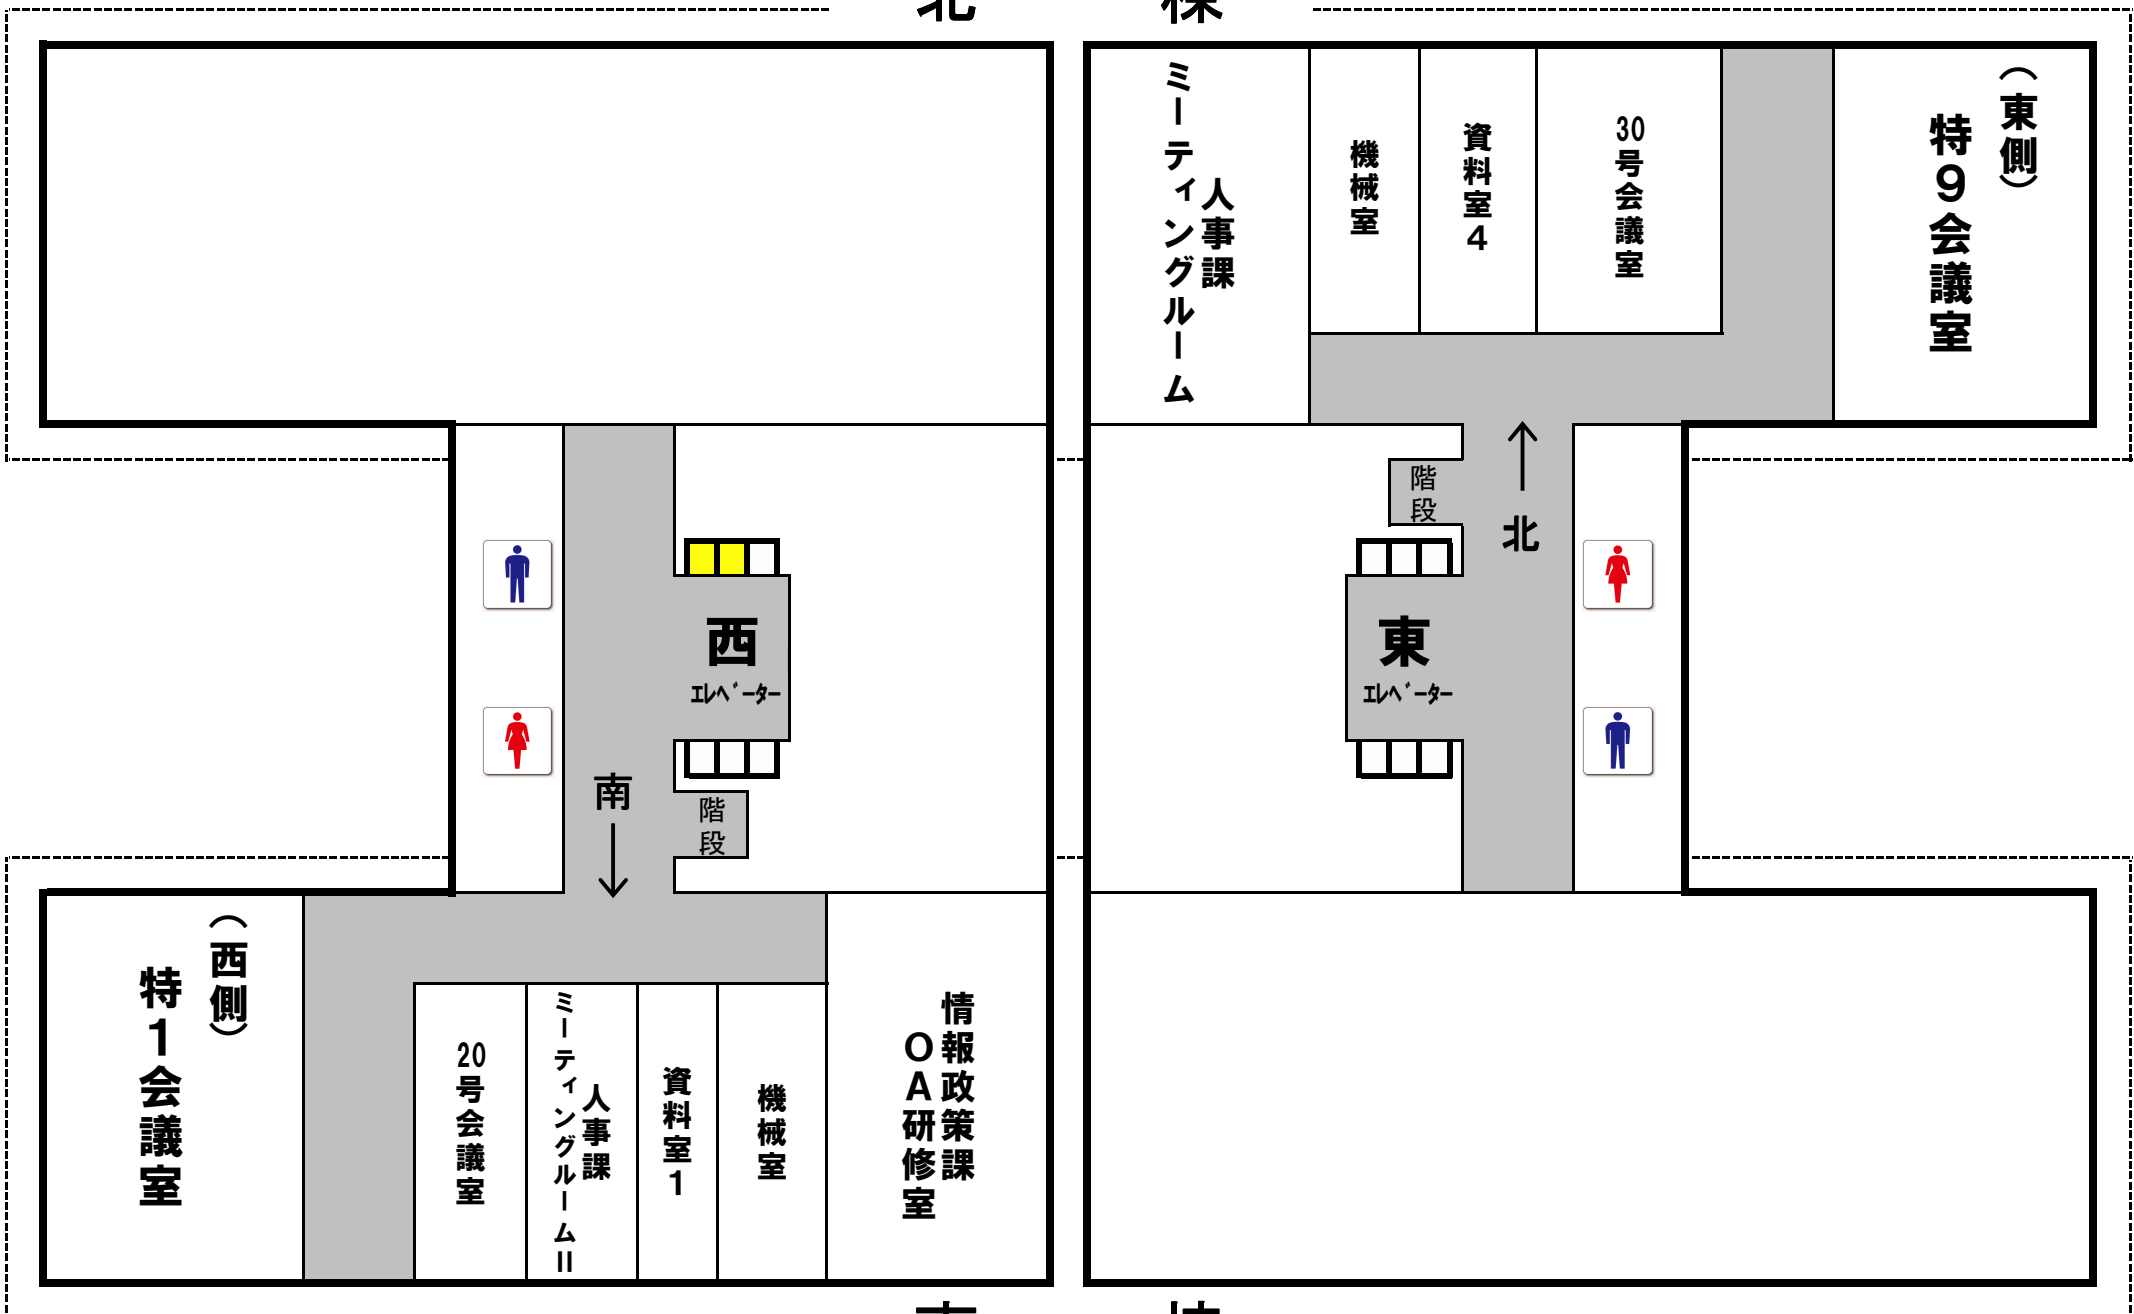 北　棟
人事課
ミーティングルーム
機械室
資料室４
30号会議室
（東側）
特９会議室
階段
北
西
エレベーター
東
エレベーター
南
階段
（西側）
特１会議室
20号会議室
人事課
ミーティングルームⅡ
資料室１
機械室
情報政策課
ＯＡ研修室